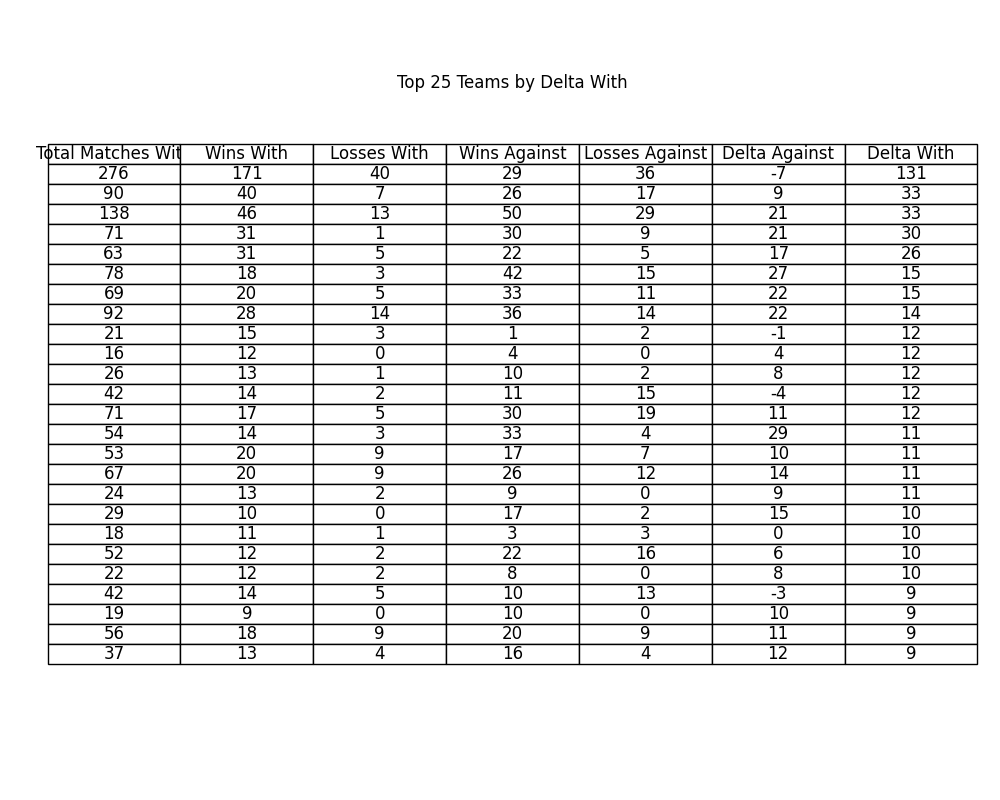 Top 25 Teams by Delta With
Total Matches Wit Wins With Losses With Wins Against Losses Against Delta Against Delta With
276 171 40 29 36 -7 131
90 40 7 26 17 9 33
138 46 13 50 29 21 33
71 31 1 30 9 21 30
63 31 5 22 5 17 26
78 18 3 42 15 27 15
69 20 5 33 11 22 15
92 28 14 36 14 22 14
21 15 3 1 2 -1 12
16 12 0 4 0 4 12
26 13 1 10 2 8 12
42 14 2 11 15 -4 12
71 17 5 30 19 11 12
54 14 3 33 4 29 11
53 20 9 17 7 10 11
67 20 9 26 12 14 11
24 13 2 9 0 9 11
29 10 0 17 2 15 10
18 11 1 3 3 0 10
52 12 2 22 16 6 10
22 12 2 8 0 8 10
42 14 5 10 13 -3 9
19 9 0 10 0 10 9
56 18 9 20 9 11 9
37 13 4 16 4 12 9